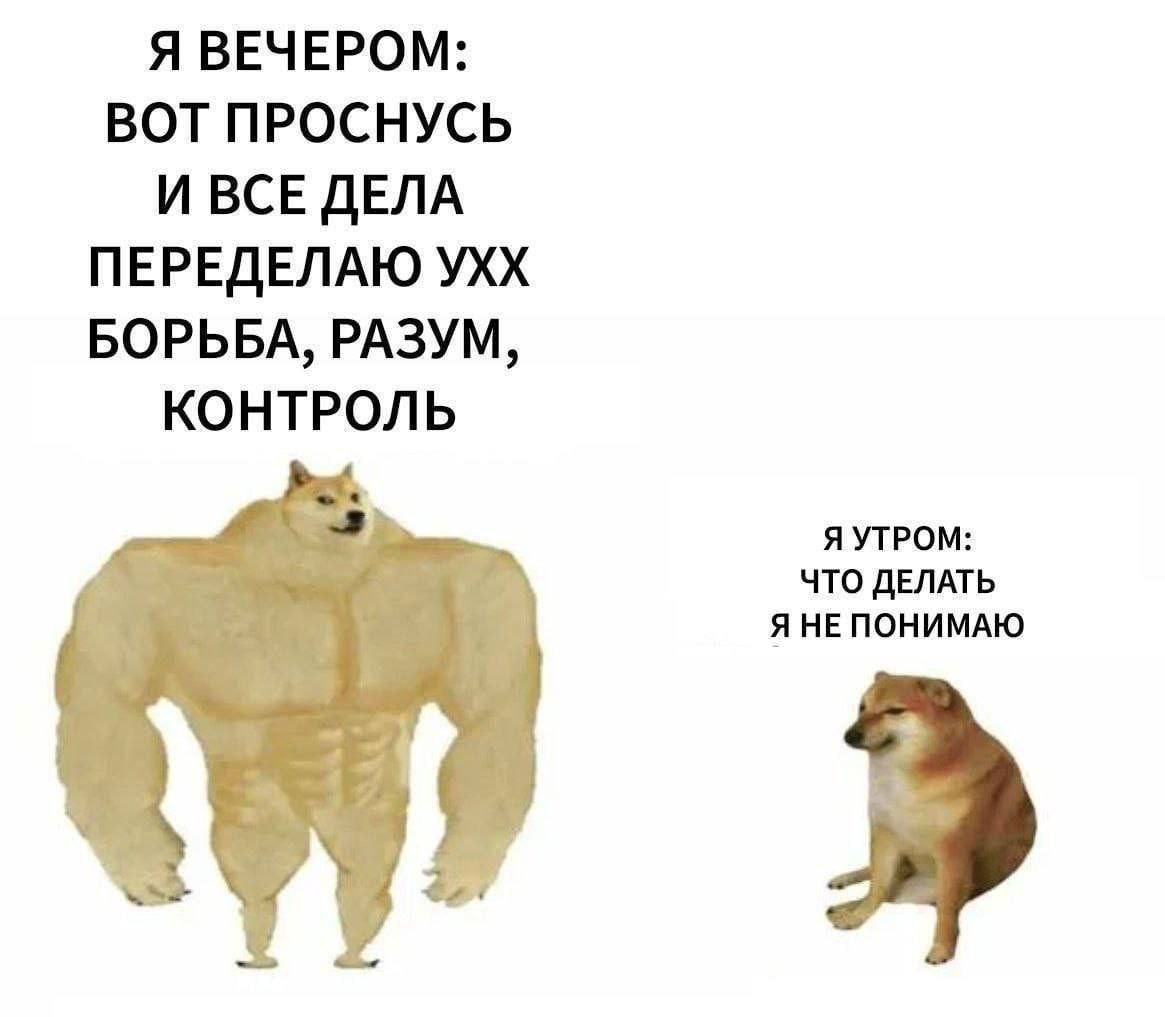 Я ВЕЧЕРОМ:
ВОТ ПРОСНУСЬ
И ВСЕ ДЕЛА
ПЕРЕДЕЛАЮ УХХ
БОРЬБА, РАЗУМ,
КОНТРОЛЬ
Я УТРОМ:
ЧТО ДЕЛАТЬ
Я НЕ ПОНИМАЮ